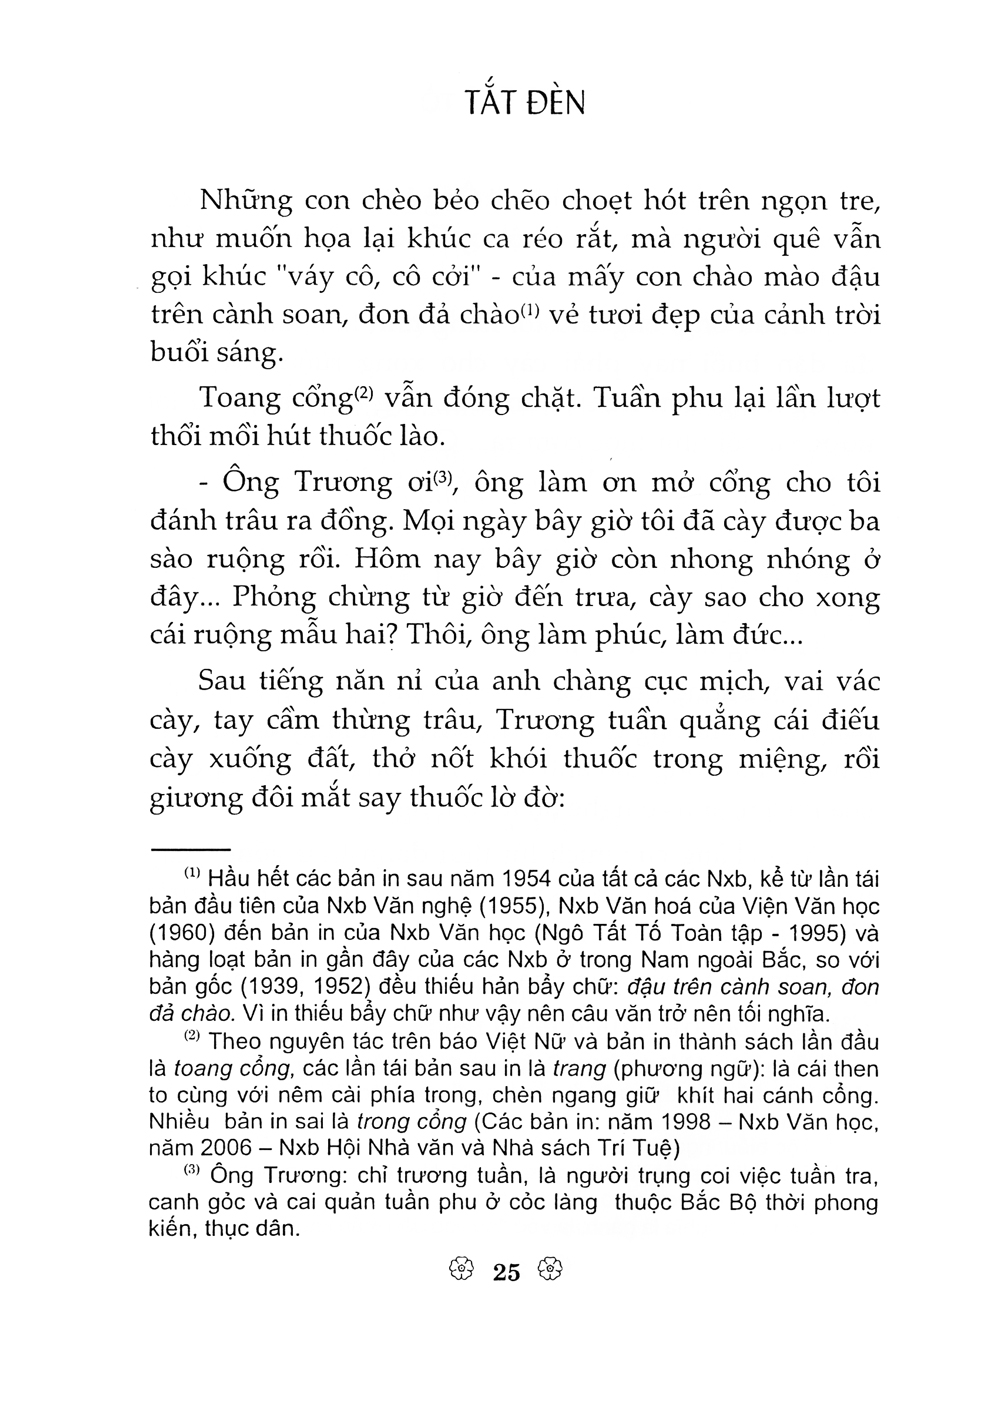 TẮT ĐÈN
Những con chèo bẻo chẽo choẹt hót trên ngọn tre,
như muốn họa lại khúc ca réo rắt, mà người quê vẫn
gọi khúc "váy cô, cô cởi" - của mấy con chào mào đậu
trên cành soan, đon đả chào(1) vẻ tươi đẹp của cảnh trời
buổi sáng.
Toang cổng(2) vẫn đóng chặt. Tuần phu lại lần lượt
thổi mồi hút thuốc lào.
- Ông Trương ơi(3), ông làm ơn mở cổng cho tôi
đánh trâu ra đồng. Mọi ngày bây giờ tôi đã cày được ba
sào ruộng rồi. Hôm nay bây giờ còn nhong nhóng ở
đây... Phỏng chừng từ giờ đến trưa, cày sao cho xong
cái ruộng mẫu hai? Thôi, ông làm phúc, làm đức...
Sau tiếng năn nỉ của anh chàng cục mịch, vai vác
cày, tay cầm thừng trâu, Trương tuần quẳng cái điếu
cày xuống đất, thở nốt khói thuốc trong miệng, rồi
giương đôi mắt say thuốc lờ đờ:
(1) Hầu hết các bản in sau năm 1954 của tất cả các Nxb, kể từ lần tái
bản đầu tiên của Nxb Văn nghệ (1955), Nxb Văn hoá của Viện Văn học
(1960) đến bản in của Nxb Văn học (Ngô Tất Tố Toàn tập - 1995) và
hàng loạt bản in gần đây của các Nxb ở trong Nam ngoài Bắc, so với
bản gốc (1939, 1952) đều thiếu hản bẩy chữ: đậu trên cành soan, đon
đả chào. Vì in thiếu bẩy chữ như vậy nên câu văn trở nên tối nghĩa.
(2) Theo nguyên tác trên báo Việt Nữ và bản in thành sách lần đầu
là toang cổng, các lần tái bản sau in là trang (phương ngữ): là cái then
to cùng với nêm cài phía trong, chèn ngang giữ khít hai cánh cổng.
Nhiều bản in sai là trong cổng (Các bản in: năm 1998 – Nxb Văn học,
năm 2006 – Nxb Hội Nhà văn và Nhà sách Trí Tuệ)
(3) Ông Trương: chỉ trương tuần, là người trụng coi việc tuần tra,
canh gỏc và cai quản tuần phu ở cỏc làng thuộc Bắc Bộ thời phong
kiến, thục dân.
25